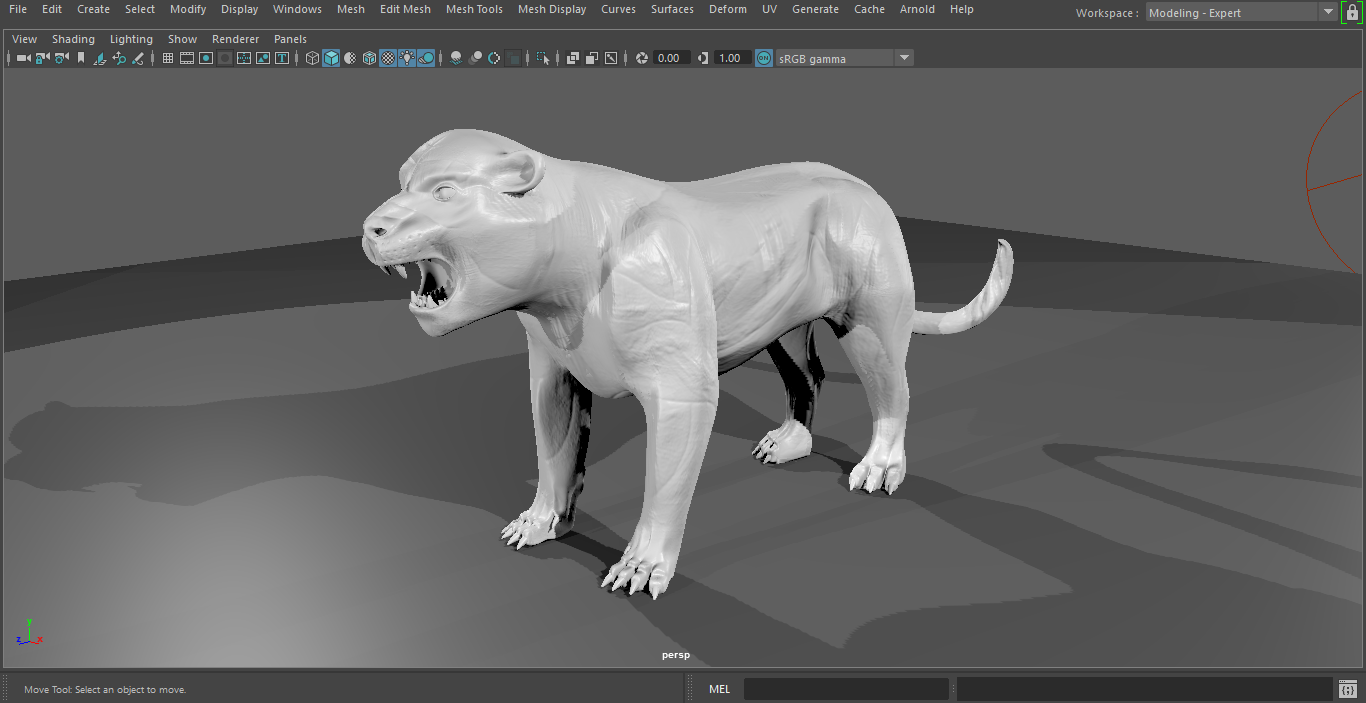 File Edit Create Select Modify Display Windows Mesh Edit Mesh Mesh Tools Mesh Display Curves Surfaces Deform UV Generate Cache Arnold Help Workspace : Modeling - Expert
View Shading Lighting Show Renderer Panels
0.00 1.00 ON sRGB gamma
y
z x
persp
Move Tool: Select an object to move. MEL